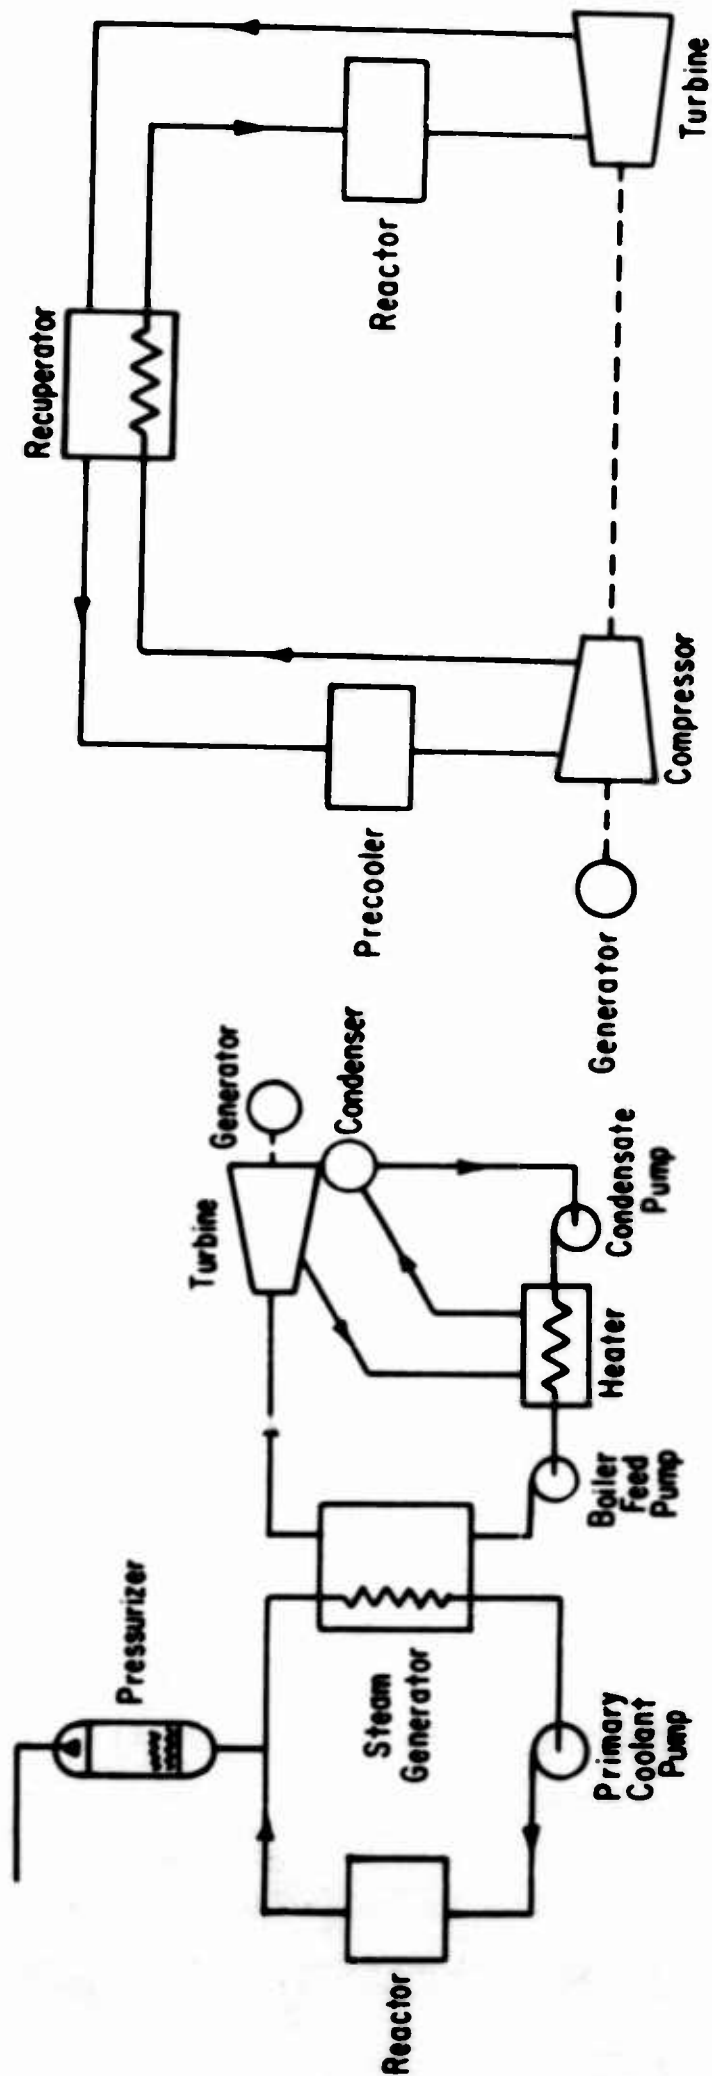 Reactor
Pressurizer
Steam
Generator
Primary
Coolant
Pump
Turbine
Generator
Condenser
Boiler
Feed
Pump
Heater
Condensate
Pump
Recuperator
Precooler
Reactor
Generator
Compressor
Turbine